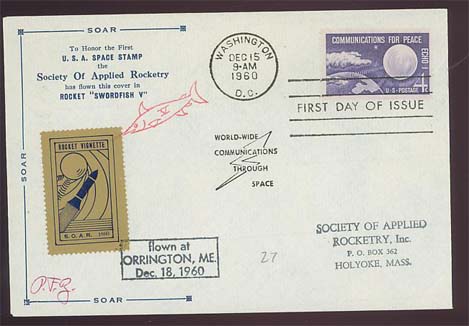 SOAR
To Honor the First
U. S. A. SPACE STAMP
the
Society Of Applied Rocketry
has flown this cover in
ROCKET "SWORDFISH V"
SOAR
WASHINGTON
DEC 15
9-AM
1960
D.C.
COMMUNICATIONS FOR PEACE
ECHO I
4¢
U·S·POSTAGE
FIRST DAY OF ISSUE
WORLD-WIDE
COMMUNICATIONS
THROUGH
SPACE
V
ROCKET VIGNETTE
S.O.A.R.
flown at
ORRINGTON, ME.
Dec. 18, 1960
27
SOCIETY OF APPLIED
ROCKETRY, Inc.
P. O. BOX 362
HOLYOKE, MASS.
SOAR